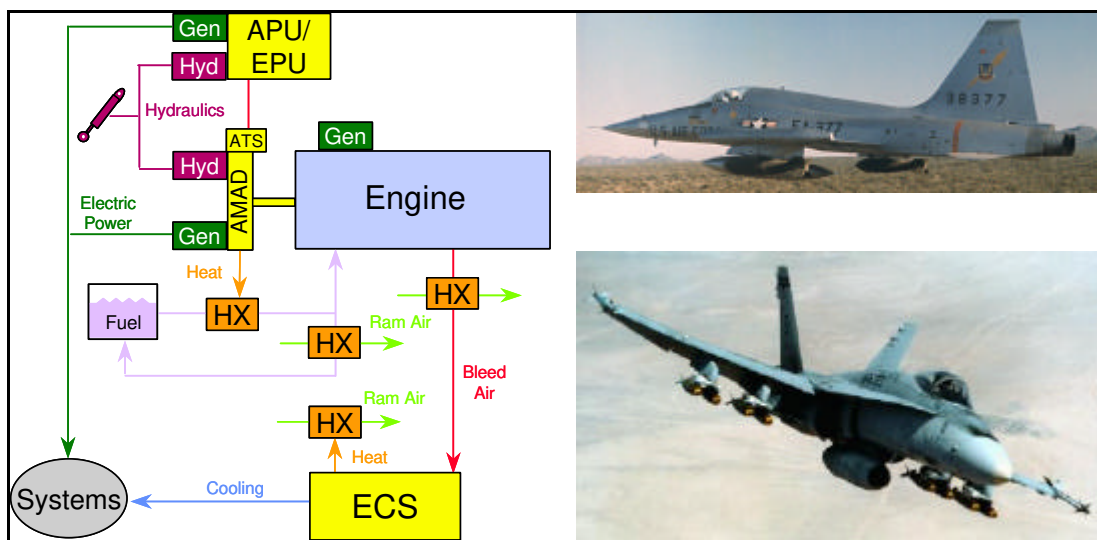 Gen
APU/
EPU
Hyd
Hydraulics
ATS
Gen
Hyd
AMAD
Engine
Electric
Power
Gen
Heat
HX
HX
Fuel
Ram Air
HX
Bleed
Air
Ram Air
HX
Heat
Cooling
Systems
ECS
38377